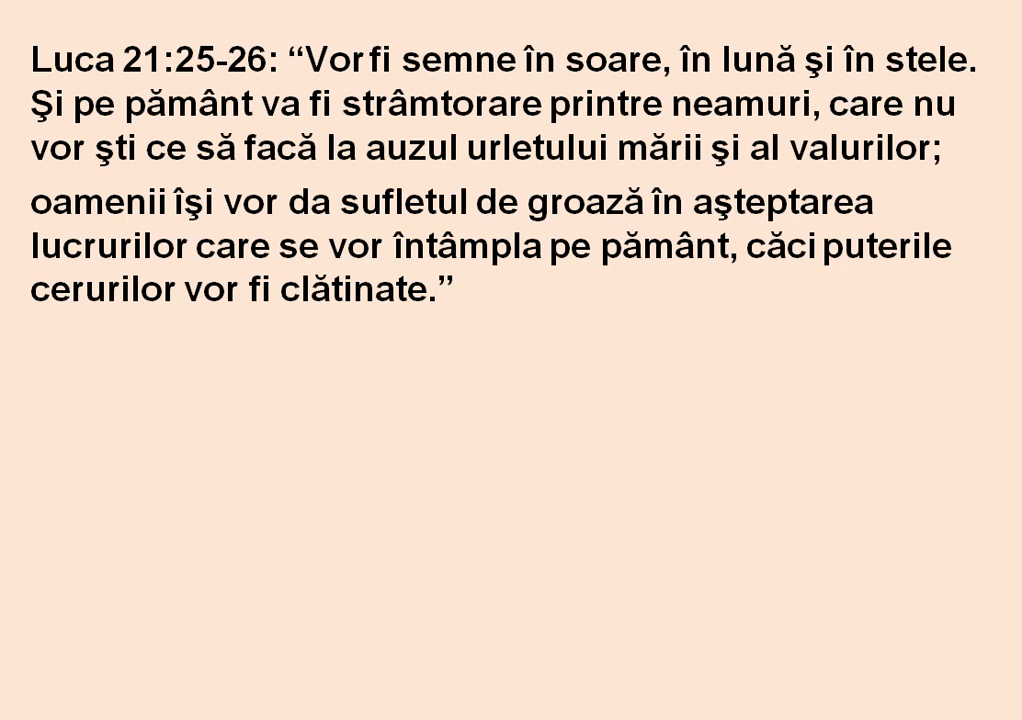 Luca 21:25-26: “Vor fi semne în soare, în lună şi în stele.
Şi pe pământ va fi strâmtorare printre neamuri, care nu
vor şti ce să facă la auzul urletului mării şi al valurilor;
oamenii îşi vor da sufletul de groază în aşteptarea
lucrurilor care se vor întâmpla pe pământ, căci puterile
cerurilor vor fi clătinate.”